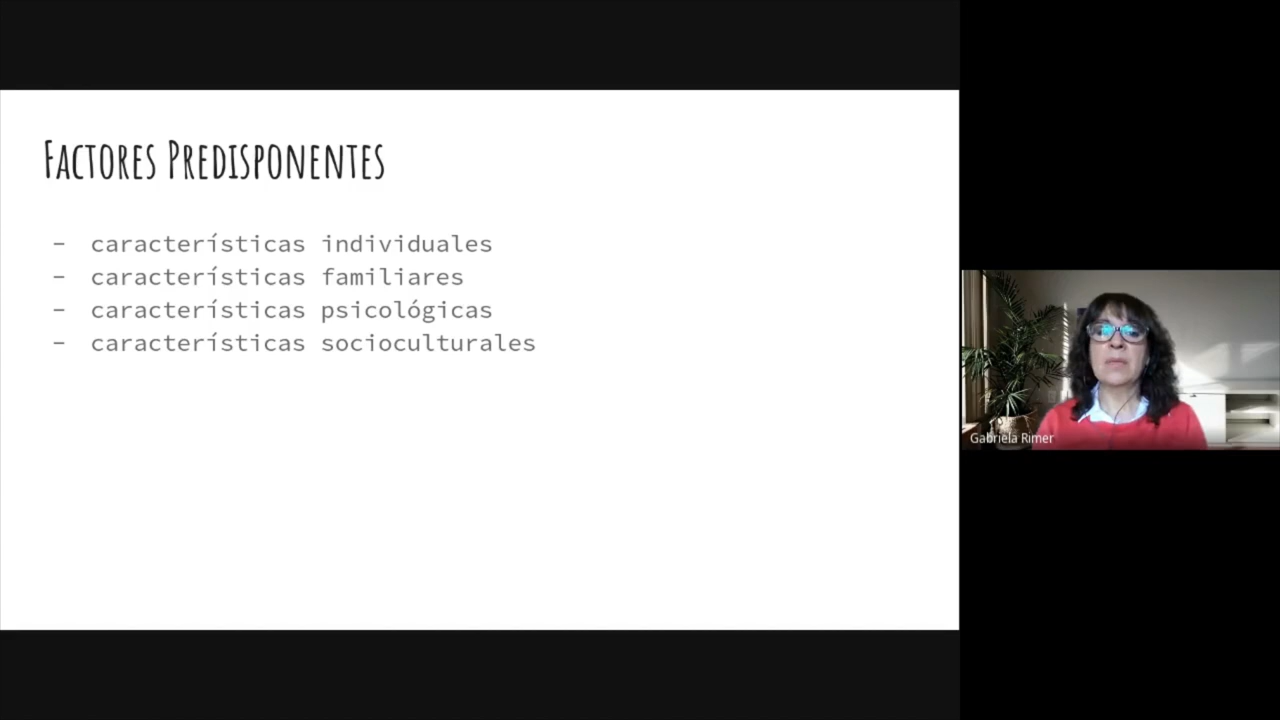 Factores Predisponentes
- características individuales
- características familiares
- características psicológicas
- características socioculturales
Gabriela Rimer